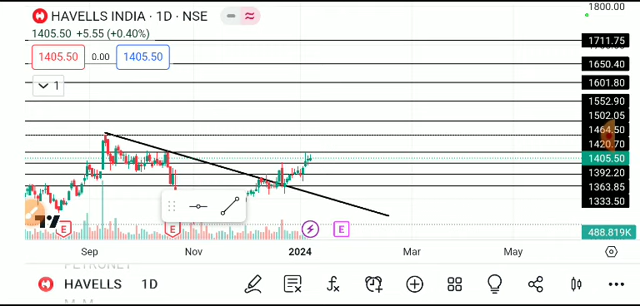 HAVELLS INDIA · 1D · NSE
1405.50 +5.55 (+0.40%)
1405.50 0.00 1405.50
1
1800.00
1711.75
1650.40
1601.80
1552.90
1502.05
1464.50
1420.70
1405.50
1392.20
1363.85
1333.50
488.819K
E E E
Sep Nov 2024 Mar May
PETRONET
HAVELLS 1D